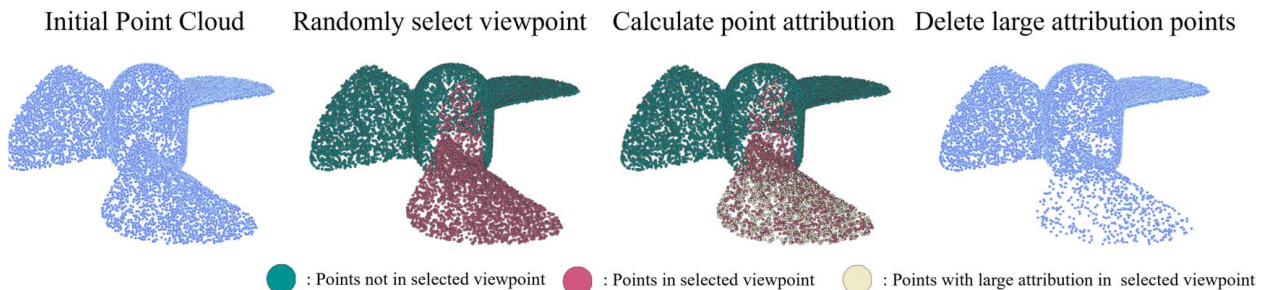 Initial Point Cloud
Randomly select viewpoint
Calculate point attribution
Delete large attribution points
: Points not in selected viewpoint
: Points in selected viewpoint
: Points with large attribution in selected viewpoint